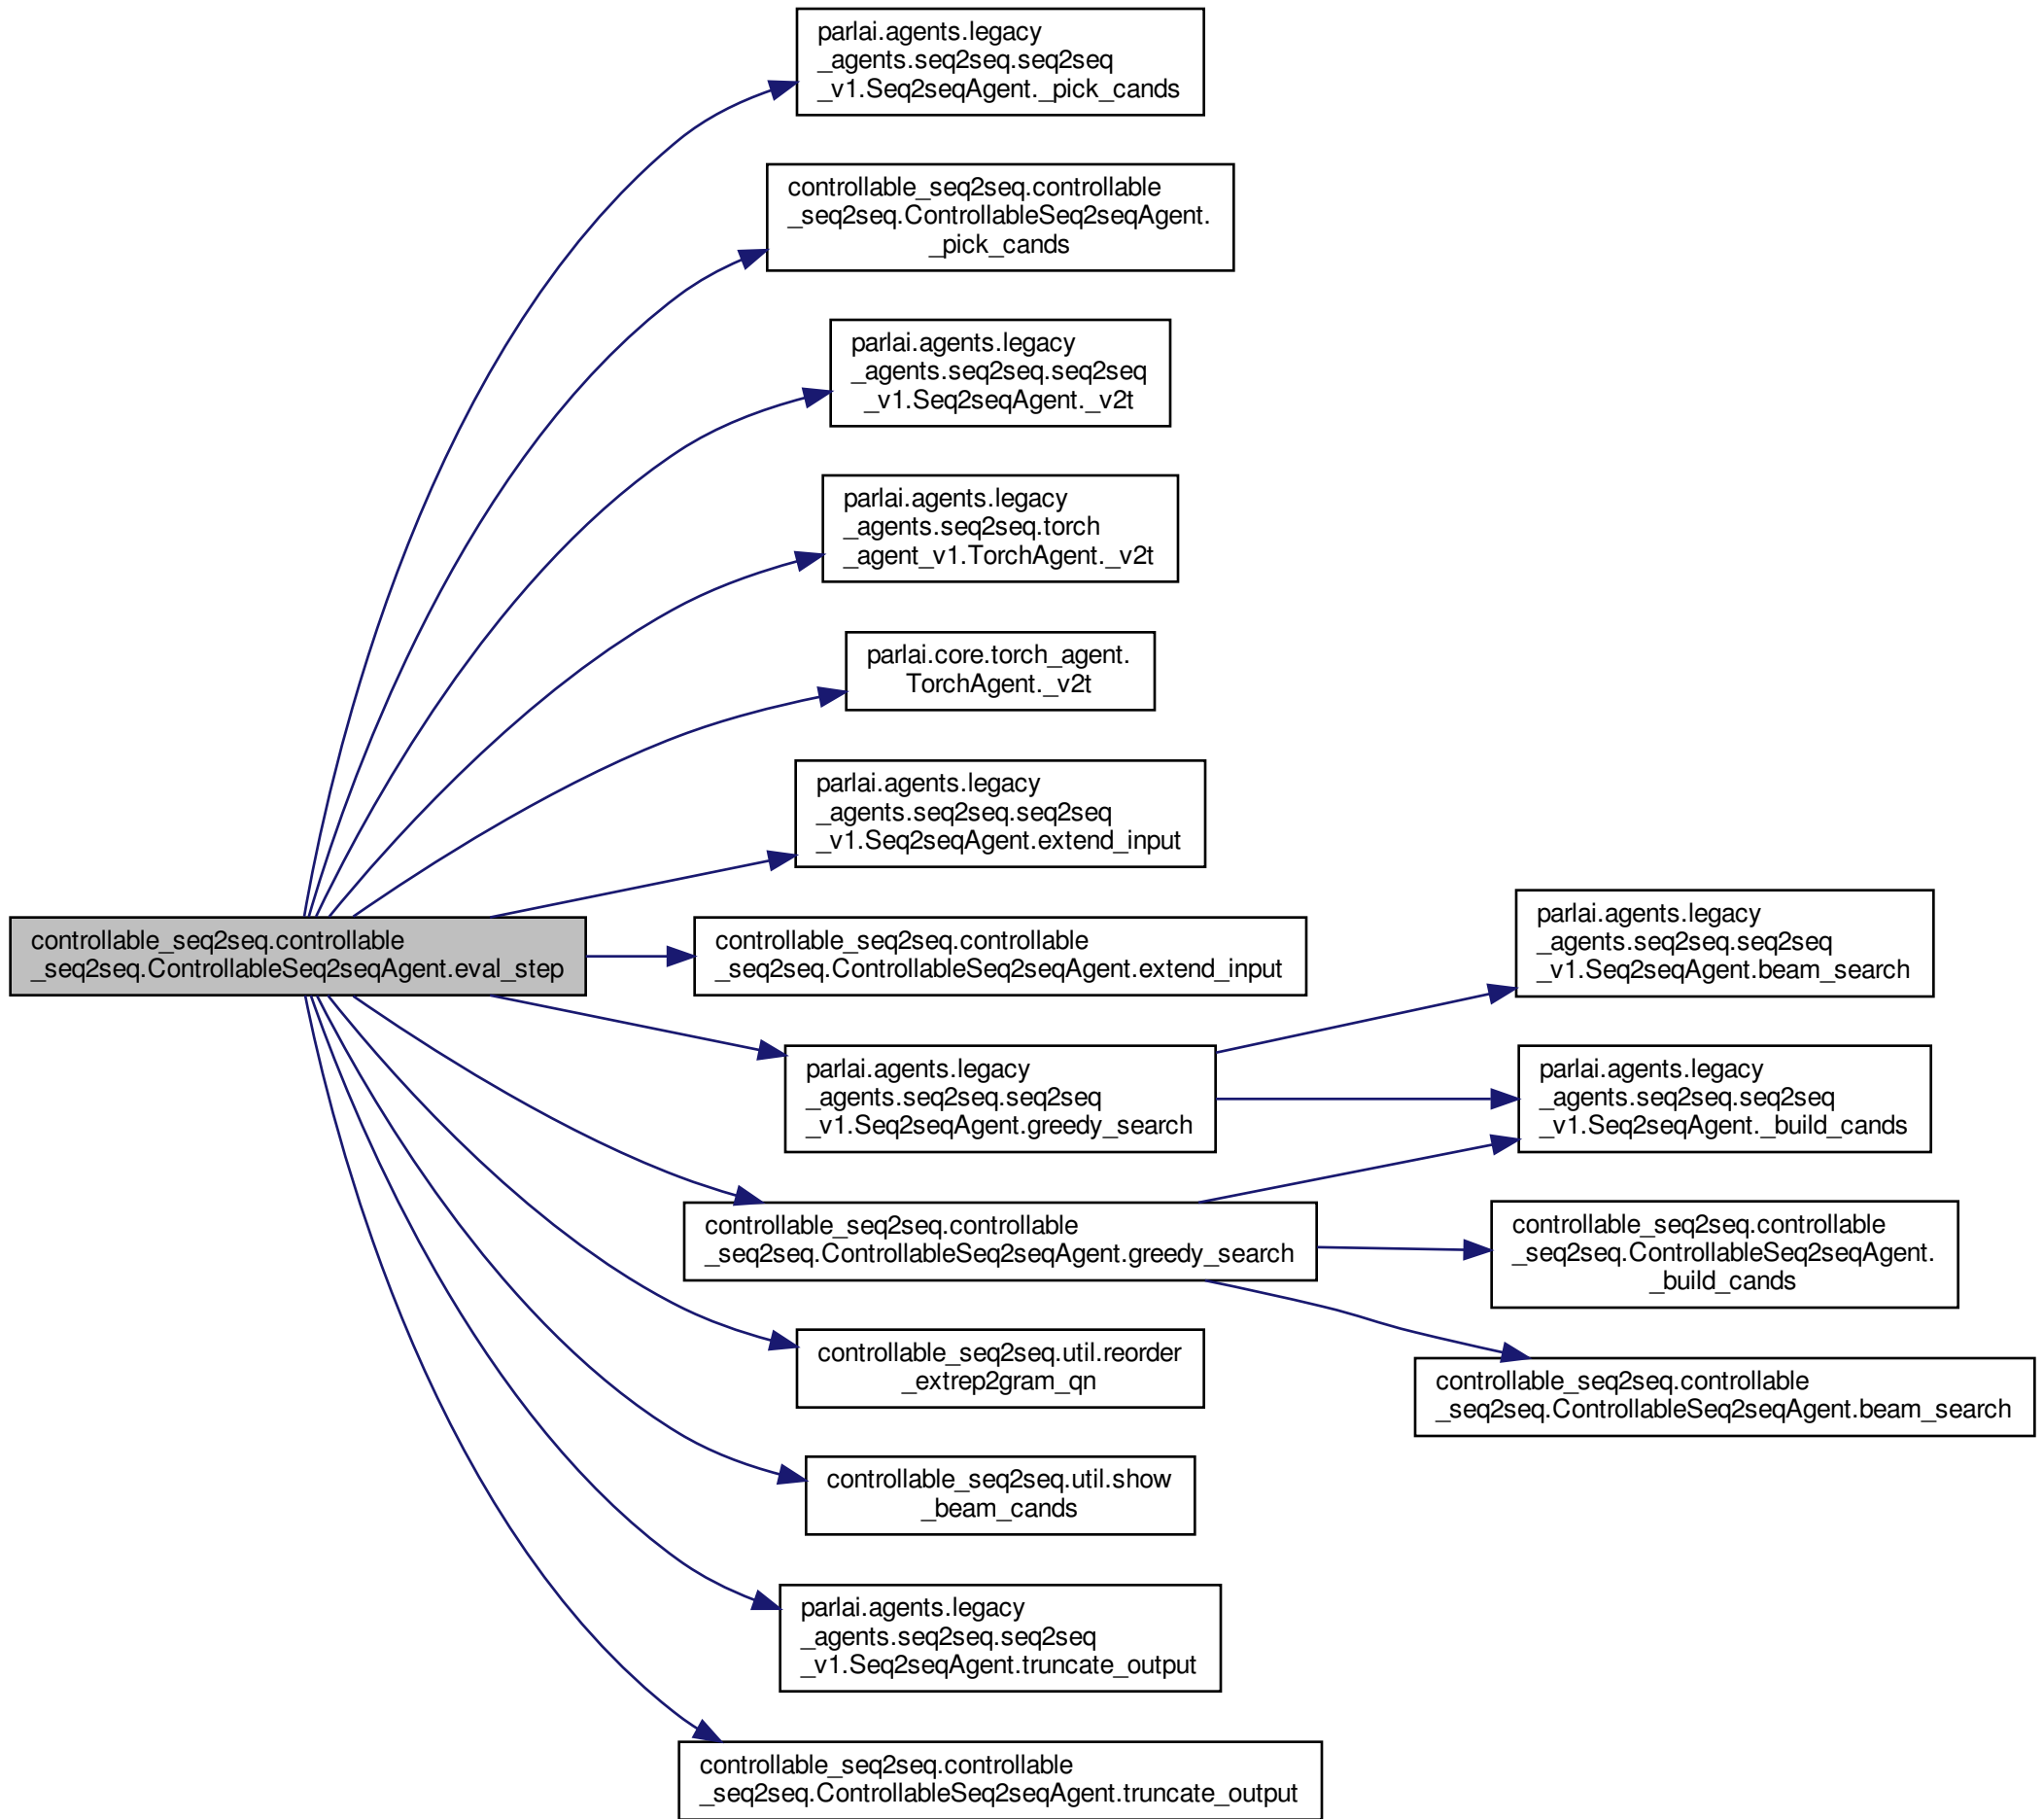 parlai.agents.legacy
_agents.seq2seq.seq2seq
_v1.Seq2seqAgent._pick_cands
controllable_seq2seq.controllable
_seq2seq.ControllableSeq2seqAgent.
_pick_cands
parlai.agents.legacy
_agents.seq2seq.seq2seq
_v1.Seq2seqAgent._v2t
parlai.agents.legacy
_agents.seq2seq.torch
_agent_v1.TorchAgent._v2t
parlai.core.torch_agent.
TorchAgent._v2t
parlai.agents.legacy
_agents.seq2seq.seq2seq
_v1.Seq2seqAgent.extend_input
controllable_seq2seq.controllable
_seq2seq.ControllableSeq2seqAgent.eval_step
controllable_seq2seq.controllable
_seq2seq.ControllableSeq2seqAgent.extend_input
parlai.agents.legacy
_agents.seq2seq.seq2seq
_v1.Seq2seqAgent.beam_search
parlai.agents.legacy
_agents.seq2seq.seq2seq
_v1.Seq2seqAgent.greedy_search
parlai.agents.legacy
_agents.seq2seq.seq2seq
_v1.Seq2seqAgent._build_cands
controllable_seq2seq.controllable
_seq2seq.ControllableSeq2seqAgent.greedy_search
controllable_seq2seq.controllable
_seq2seq.ControllableSeq2seqAgent.
_build_cands
controllable_seq2seq.util.reorder
_extrep2gram_qn
controllable_seq2seq.controllable
_seq2seq.ControllableSeq2seqAgent.beam_search
controllable_seq2seq.util.show
_beam_cands
parlai.agents.legacy
_agents.seq2seq.seq2seq
_v1.Seq2seqAgent.truncate_output
controllable_seq2seq.controllable
_seq2seq.ControllableSeq2seqAgent.truncate_output